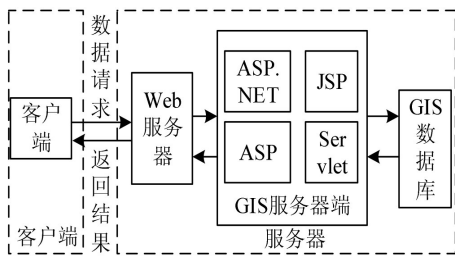 客户
端
客户端
数据请求
返回结果
Web
服务
器
ASP.
NET
JSP
ASP
Ser
vlet
GIS服务器端
GIS
数
据
库
服务器